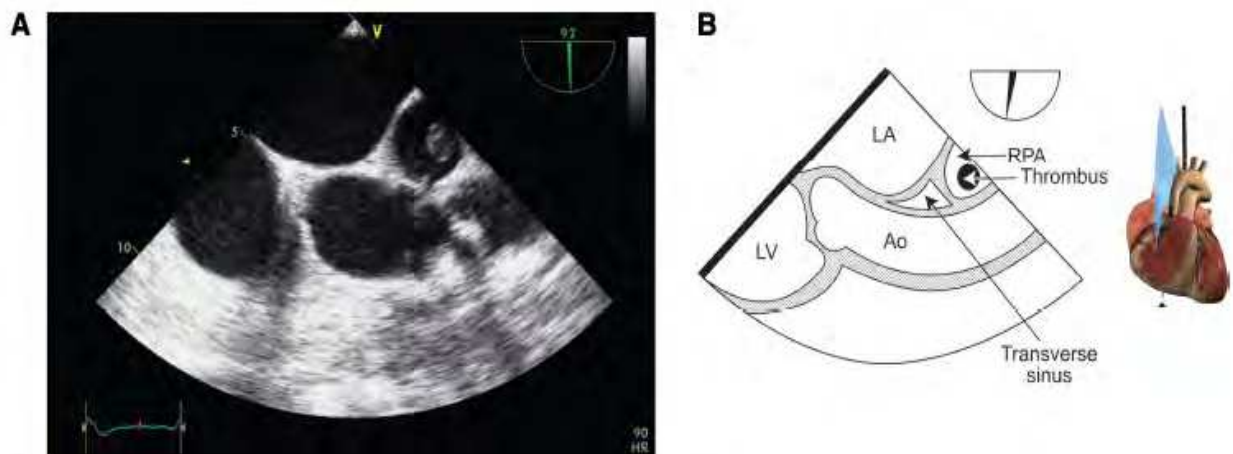 A
V
92
5
10
90
HR
B
LA
RPA
Thrombus
Ao
LV
Transverse
sinus